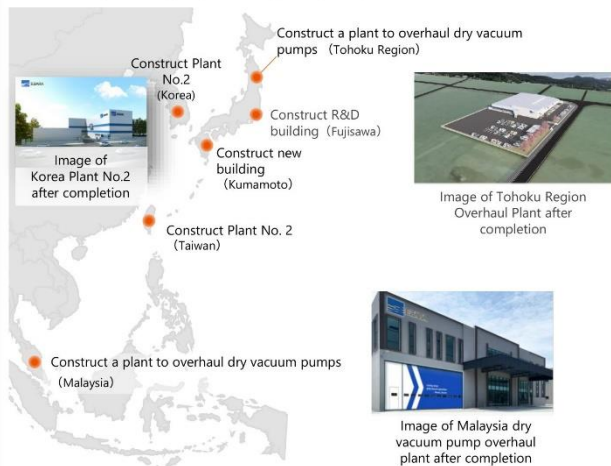 Construct a plant to overhaul dry vacuum
pumps （Tohoku Region）
Construct Plant
No.2
(Korea)
Construct R&D
building（Fujisawa）
Image of
Korea Plant No.2
after completion
Construct new
building
（Kumamoto）
Image of Tohoku Region
Overhaul Plant after
completion
Construct Plant No. 2
（Taiwan）
Construct a plant to overhaul dry vacuum pumps
（Malaysia）
Image of Malaysia dry
vacuum pump overhaul
plant after completion